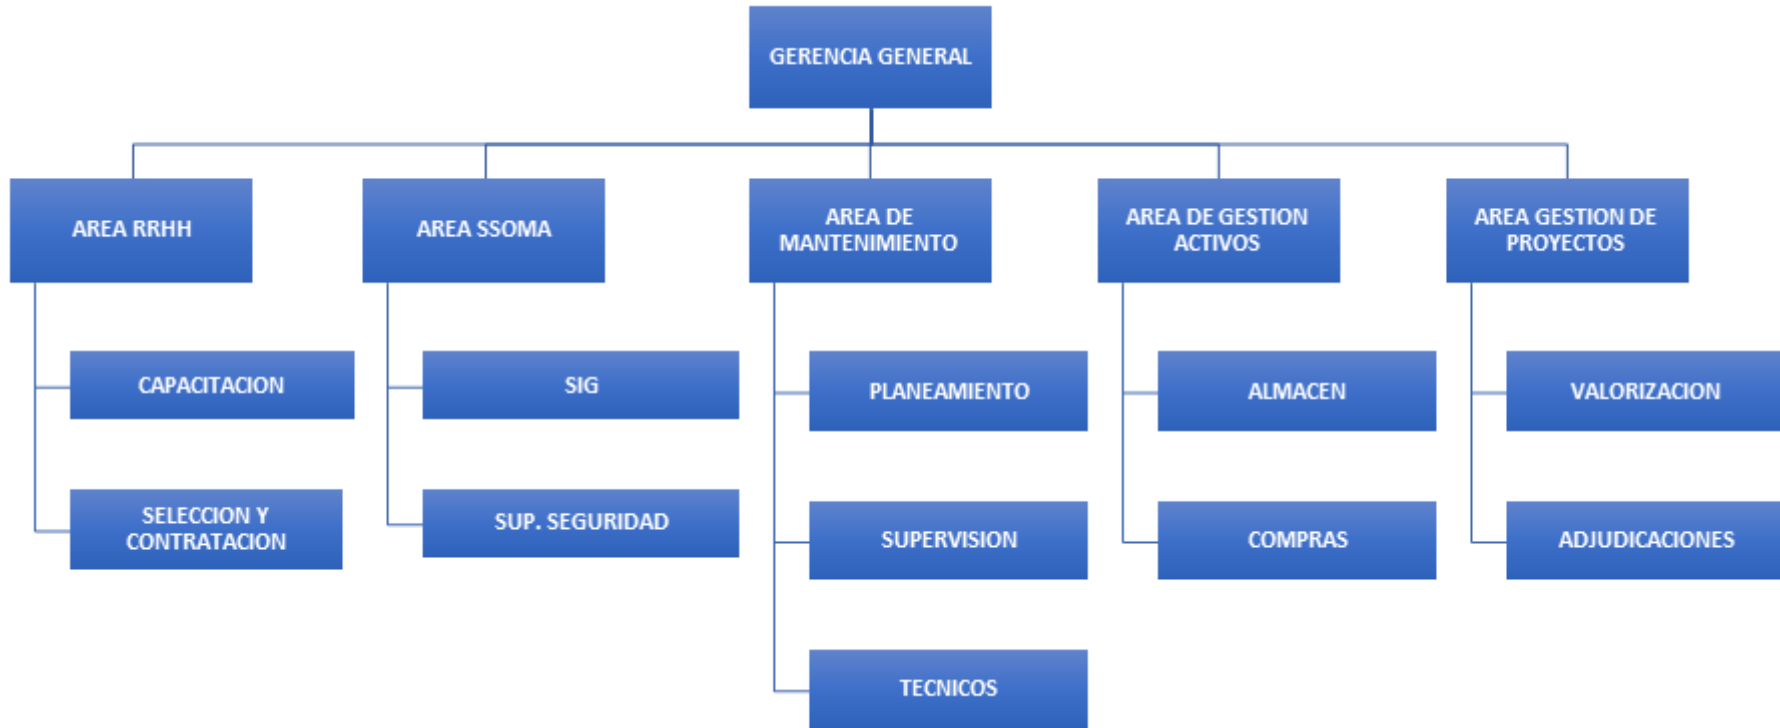 GERENCIA GENERAL
AREA RRHH
AREA SSOMA
AREA DE
MANTENIMIENTO
AREA DE GESTION
ACTIVOS
AREA GESTION DE
PROYECTOS
CAPACITACION
SIG
PLANEAMIENTO
ALMACEN
VALORIZACION
SELECCION Y
CONTRATACION
SUP. SEGURIDAD
SUPERVISION
COMPRAS
ADJUDICACIONES
TECNICOS